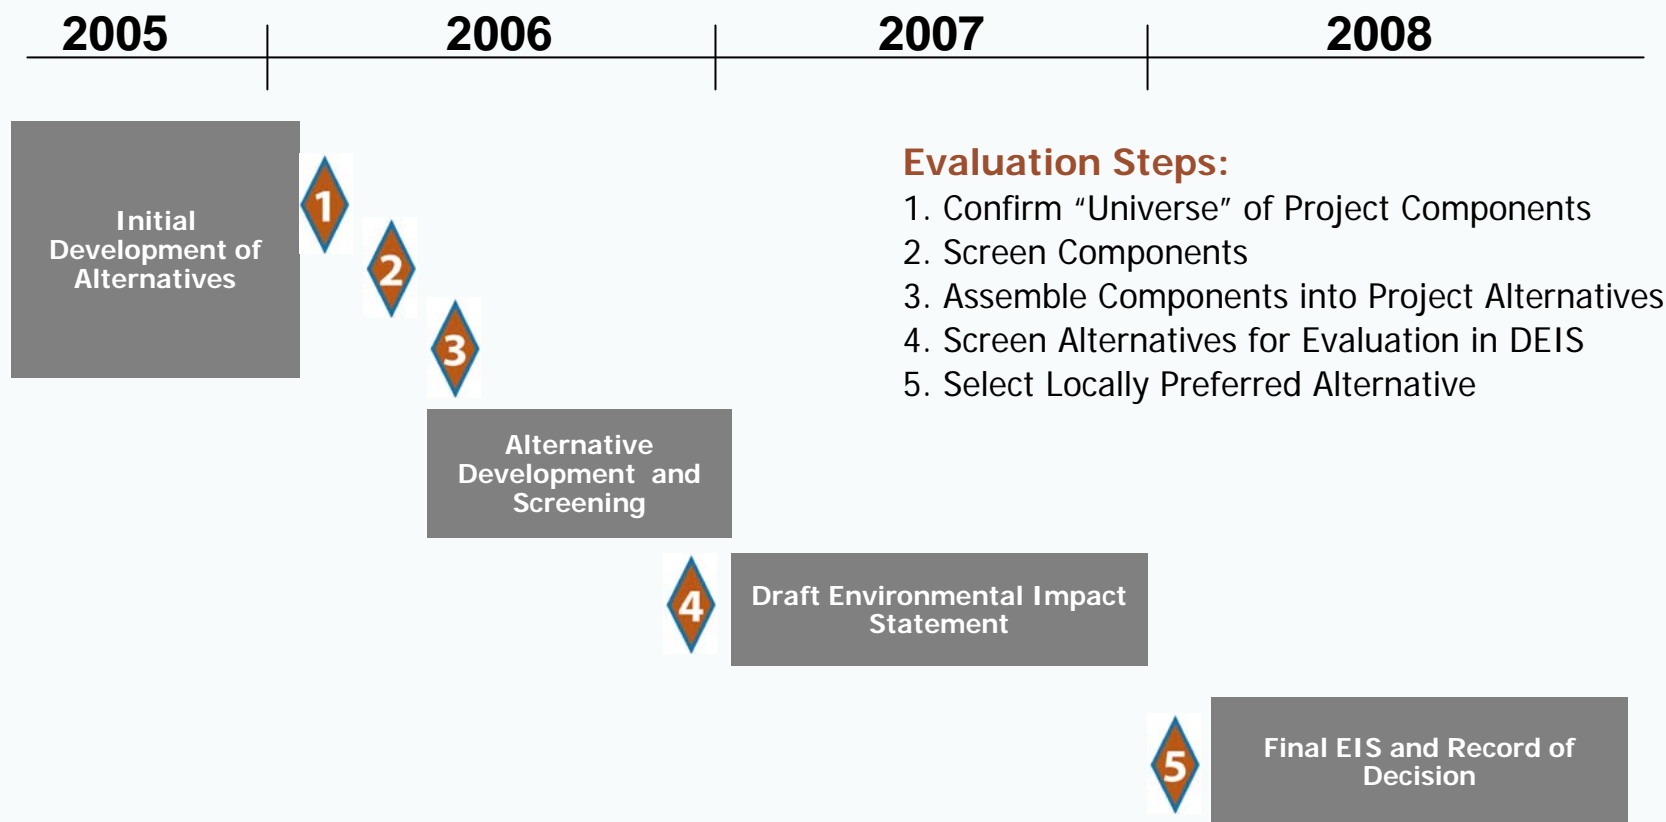 2005 2006 2007 2008
Initial
Development of
Alternatives
1
2
3
Evaluation Steps:
1. Confirm “Universe” of Project Components
2. Screen Components
3. Assemble Components into Project Alternatives
4. Screen Alternatives for Evaluation in DEIS
5. Select Locally Preferred Alternative
Alternative
Development and
Screening
4
Draft Environmental Impact
Statement
5
Final EIS and Record of
Decision